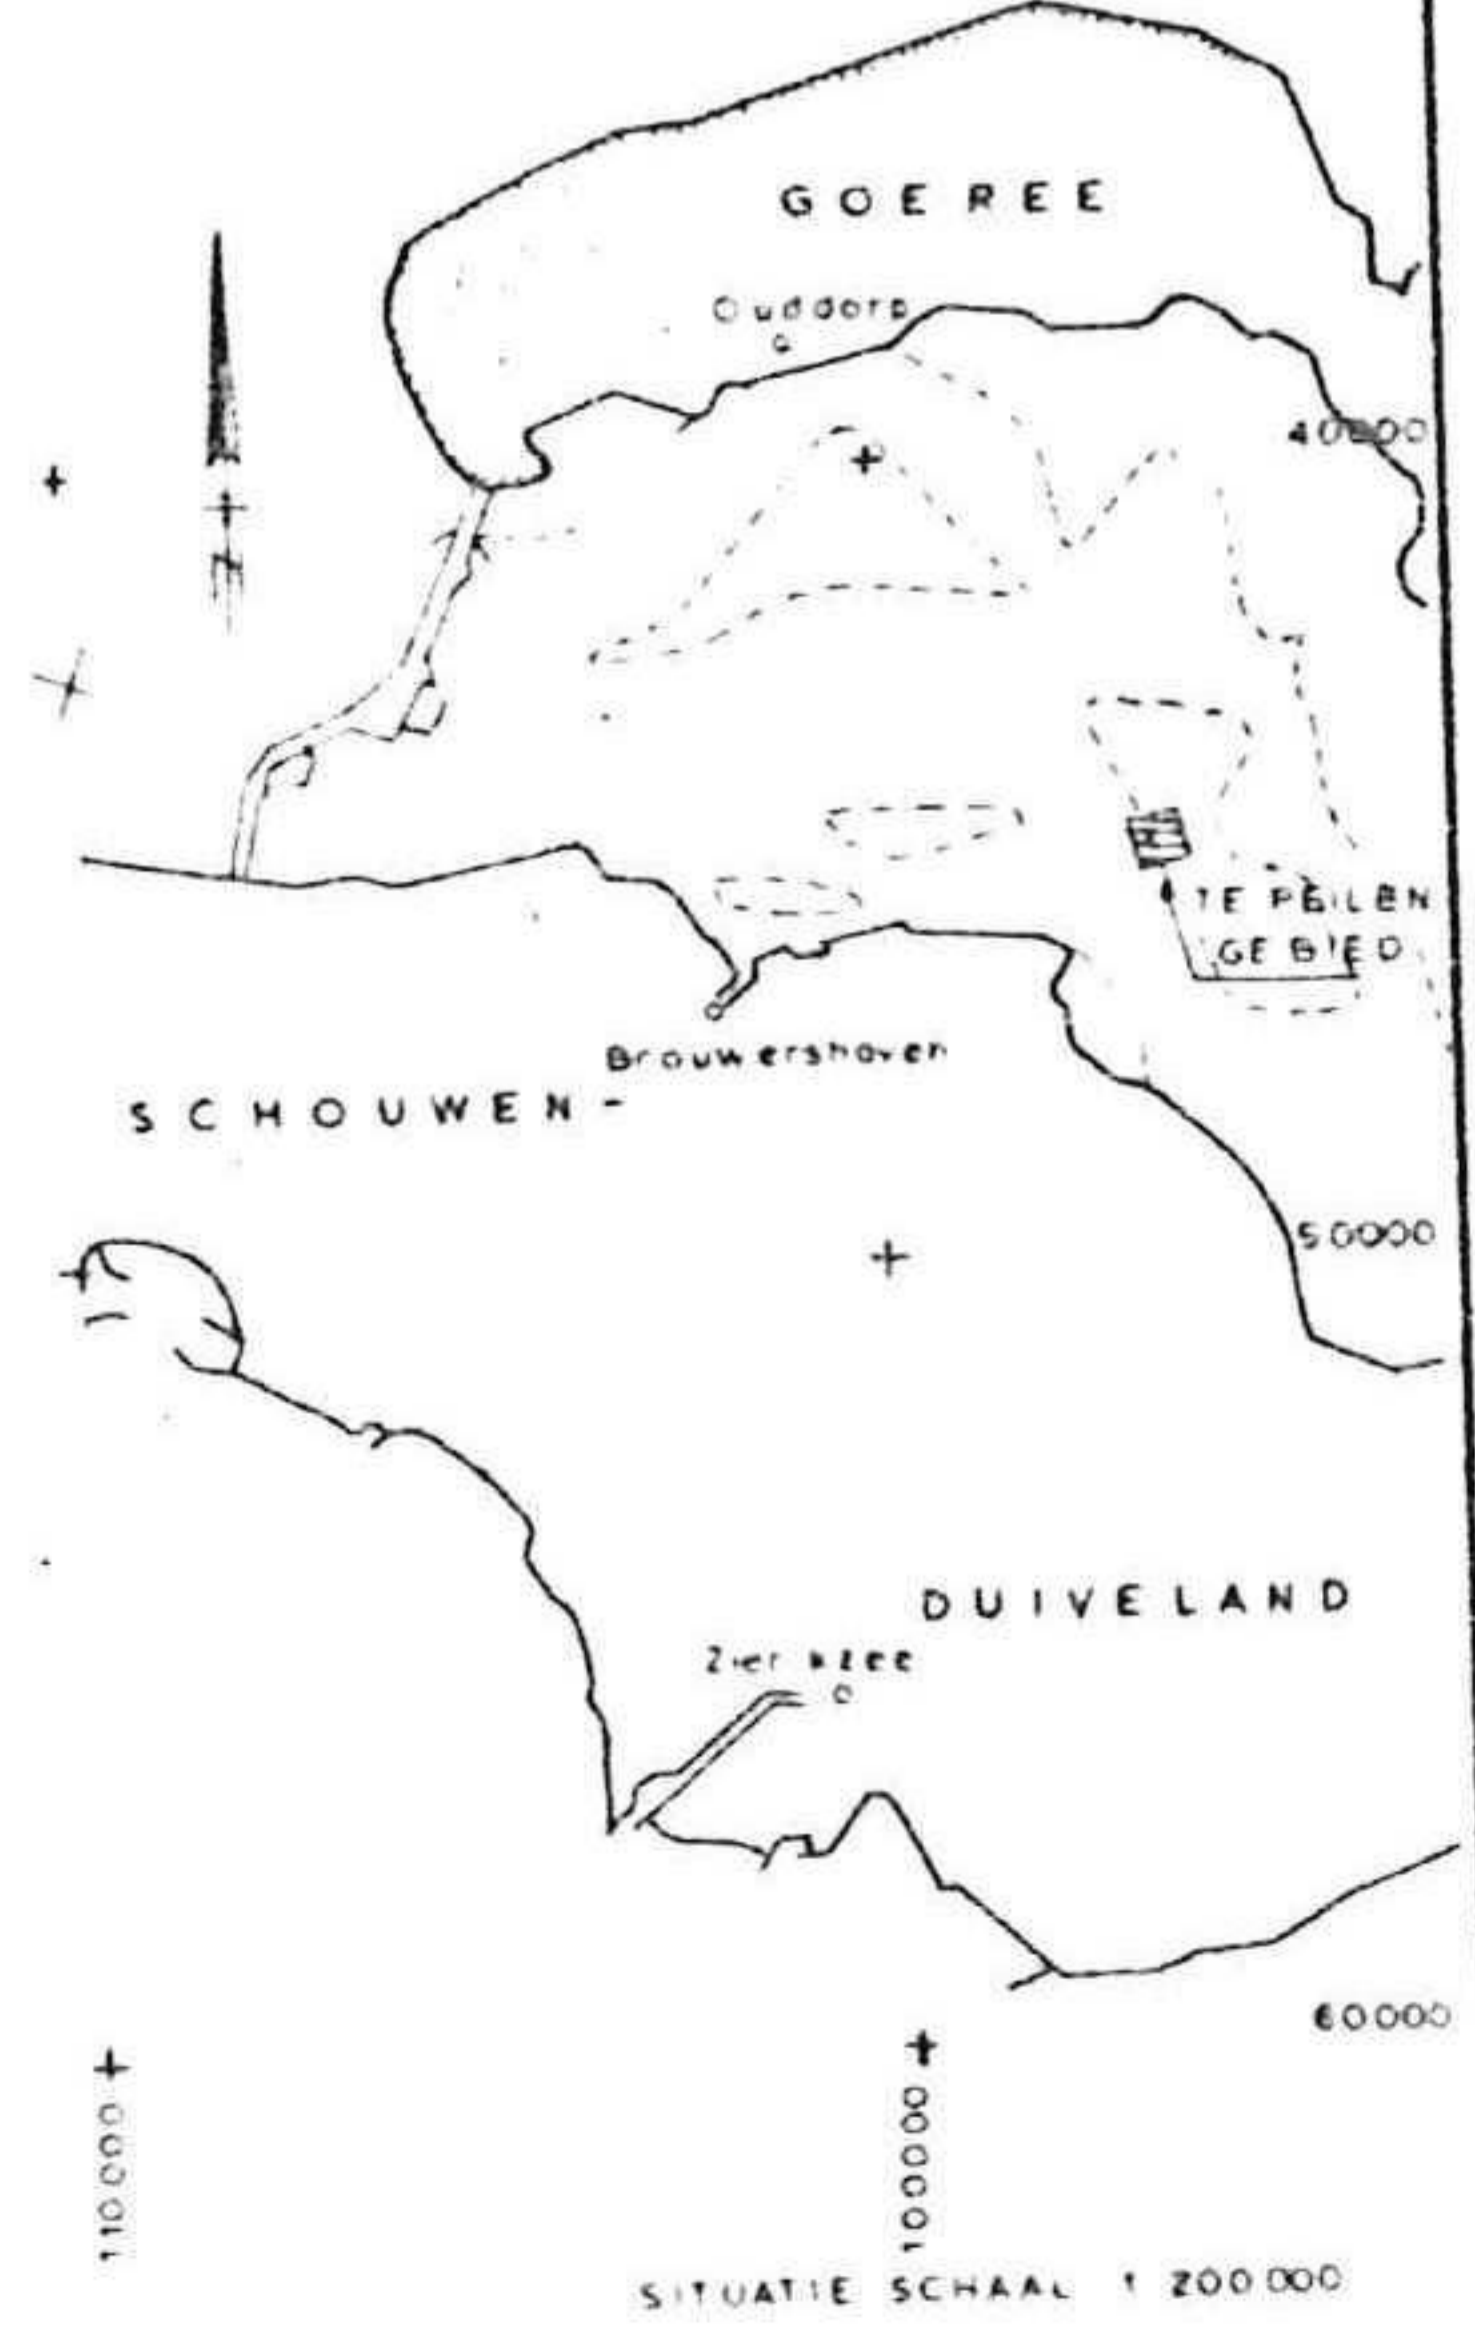 GOEREE
Ouddorp
40000
N
TE PEILEN
GEBIED
Brouwershaven
SCHOUWEN -
50000
DUIVELAND
Zierikzee
60000
110000
100000
SITUATIE SCHAAL 1 200 000